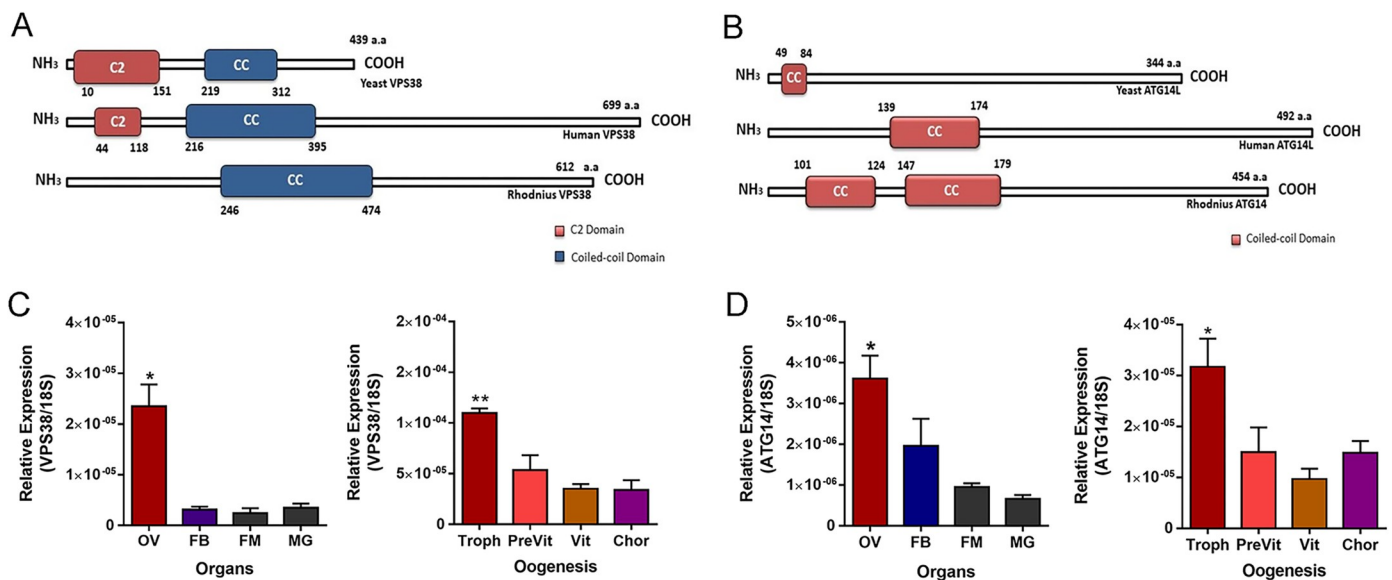 A
NH₃
C2
CC
439 a.a
COOH
Yeast VPS38
10
151
219
312
NH₃
C2
CC
699 a.a
COOH
Human VPS38
44
118
216
395
NH₃
CC
612 a.a
COOH
Rhodnius VPS38
246
474
C2 Domain
Coiled-coil Domain
B
49
84
NH₃
CC
344 a.a
COOH
Yeast ATG14L
139
174
NH₃
CC
492 a.a
COOH
Human ATG14L
101
124
147
179
NH₃
CC
CC
454 a.a
COOH
Rhodnius ATG14
Coiled-coil Domain
C
Relative Expression
(VPS38/18S)
4×10⁻⁰⁵
3×10⁻⁰⁵
2×10⁻⁰⁵
1×10⁻⁰⁵
0
*
OV FB FM MG
Organs
Relative Expression
(VPS38/18S)
2×10⁻⁰⁴
2×10⁻⁰⁴
1×10⁻⁰⁴
5×10⁻⁰⁵
0
**
Troph PreVit Vit Chor
Oogenesis
D
Relative Expression
(ATG14/18S)
5×10⁻⁰⁶
4×10⁻⁰⁶
3×10⁻⁰⁶
2×10⁻⁰⁶
1×10⁻⁰⁶
0
*
OV FB FM MG
Organs
Relative Expression
(ATG14/18S)
4×10⁻⁰⁵
3×10⁻⁰⁵
2×10⁻⁰⁵
1×10⁻⁰⁵
0
*
Troph PreVit Vit Chor
Oogenesis